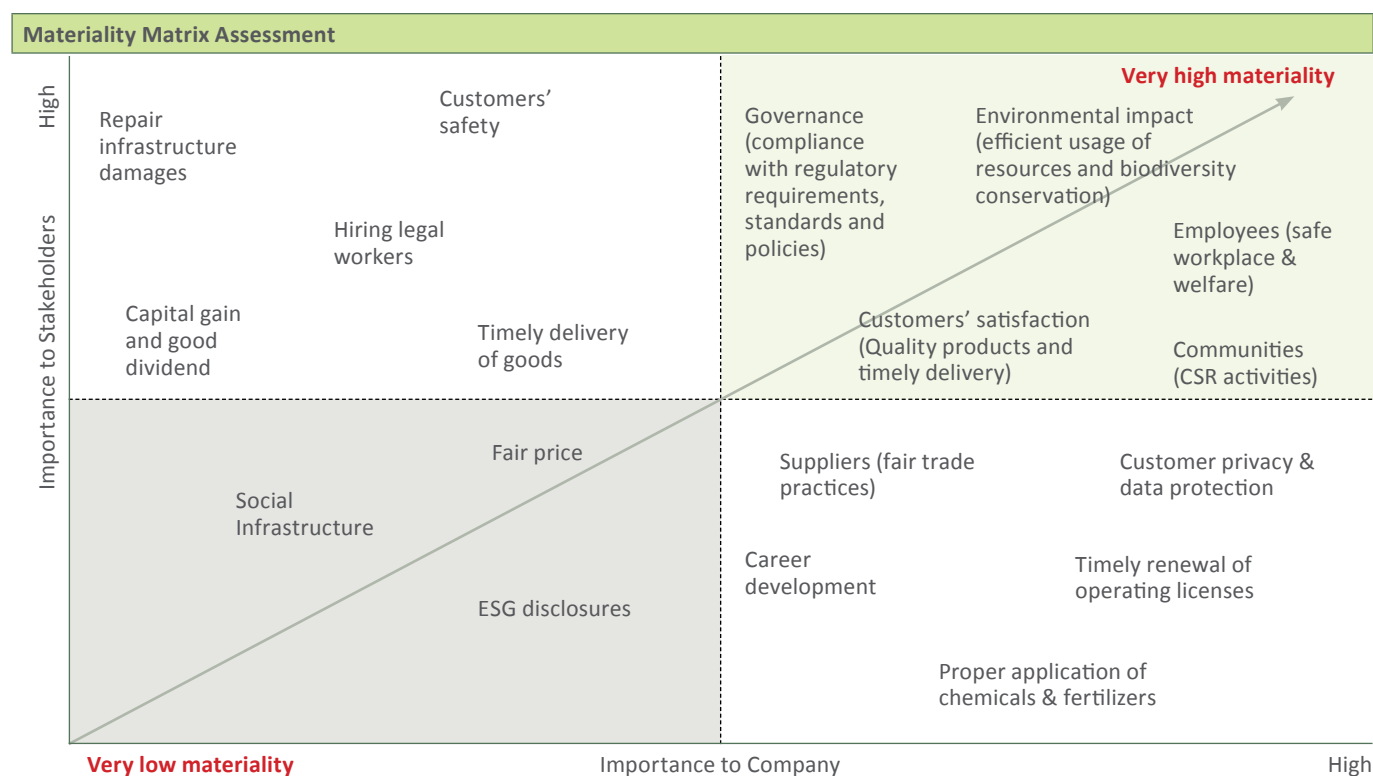 Materiality Matrix Assessment
High
Importance to Stakeholders
Very high materiality
Repair
infrastructure
damages
Customers’
safety
Hiring legal
workers
Capital gain
and good
dividend
Timely delivery
of goods
Governance
(compliance
with regulatory
requirements,
standards and
policies)
Environmental impact
(efficient usage of
resources and biodiversity
conservation)
Employees (safe
workplace &
welfare)
Customers’ satisfaction
(Quality products and
timely delivery)
Communities
(CSR activities)
Fair price
Social
Infrastructure
ESG disclosures
Suppliers (fair trade
practices)
Customer privacy &
data protection
Career
development
Timely renewal of
operating licenses
Proper application of
chemicals & fertilizers
Very low materiality
Importance to Company
High